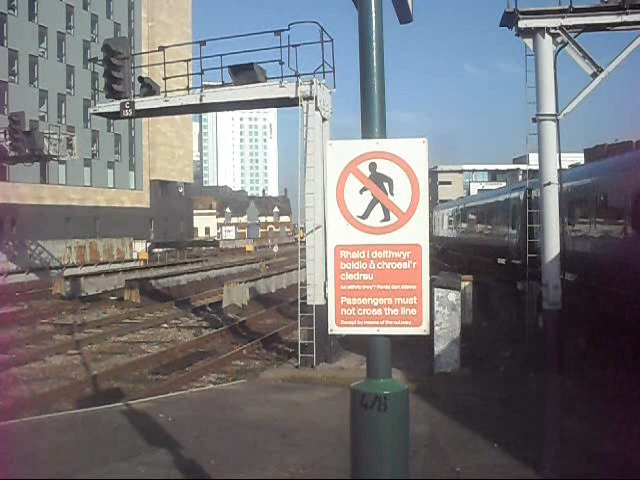 C
155
Rhaid i deithwyr
beidio â chroesi'r
cledrau
Passengers must
not cross the line
Except by means of the subway
4/8